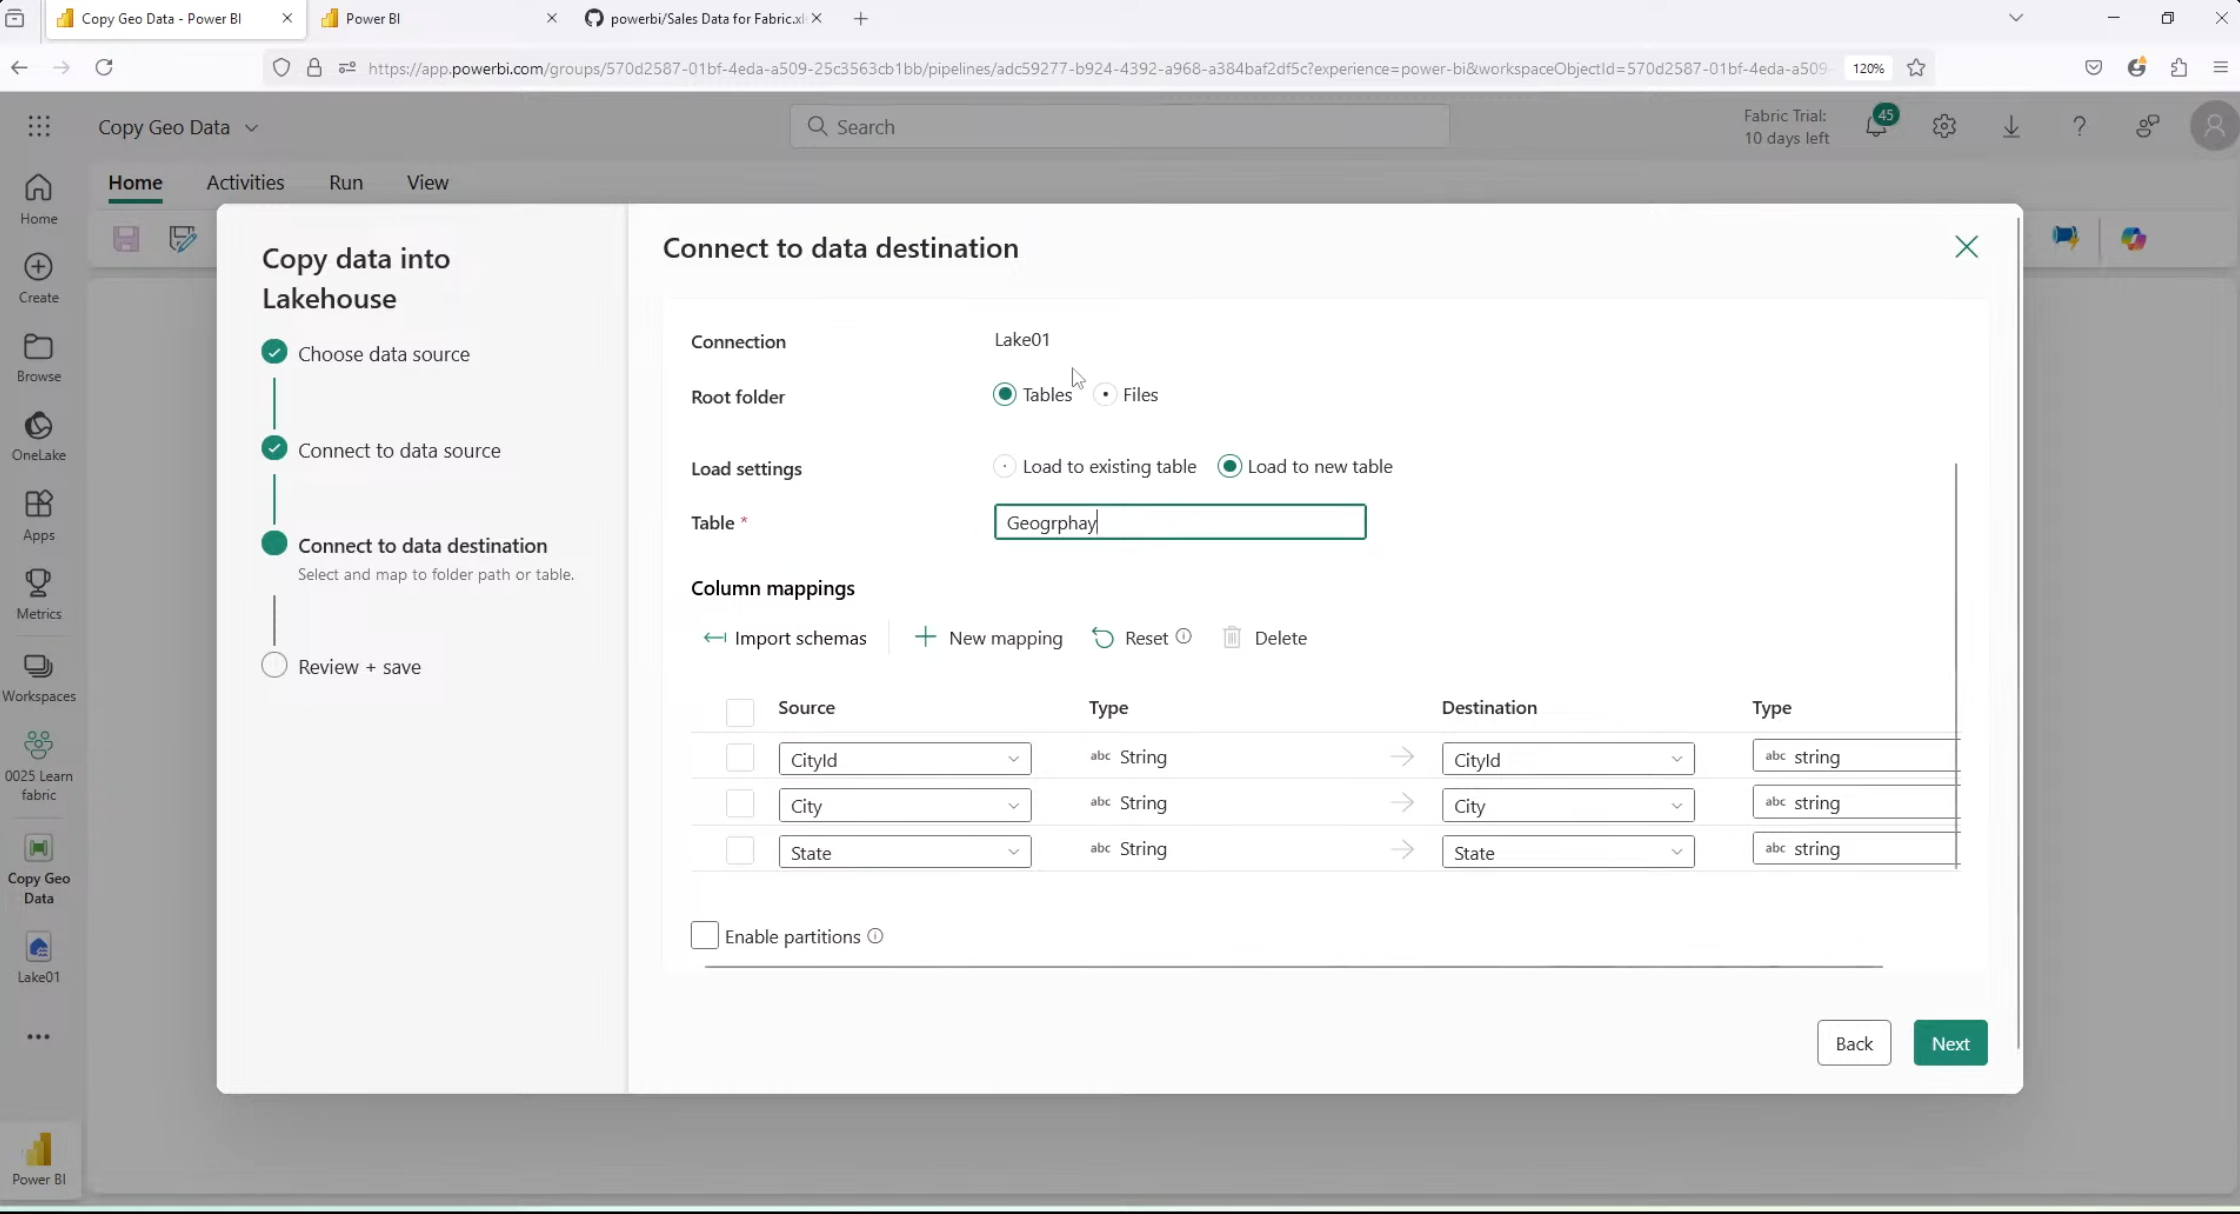 Copy Geo Data - Power BI
Power BI
powerbi/Sales Data for Fabric.xl
https://app.powerbi.com/groups/570d2587-01bf-4eda-a509-25c3563cb1bb/pipelines/adc59277-b924-4392-a968-a384baf2df5c?experience=power-bi&workspaceObjectId=570d2587-01bf-4eda-a509-
120%
Copy Geo Data
Search
Fabric Trial:
10 days left
45
Home
Activities
Run
View
Home
Create
Browse
OneLake
Apps
Metrics
Workspaces
0025 Learn
fabric
Copy Geo
Data
Lake01
Power BI
Copy data into
Lakehouse
Choose data source
Connect to data source
Connect to data destination
Select and map to folder path or table.
Review + save
Connect to data destination
Connection
Lake01
Root folder
Tables
Files
Load settings
Load to existing table
Load to new table
Table *
Geogrphay
Column mappings
Import schemas
New mapping
Reset
Delete
Source
Type
Destination
Type
CityId
abc String
CityId
abc string
City
abc String
City
abc string
State
abc String
State
abc string
Enable partitions
Back
Next